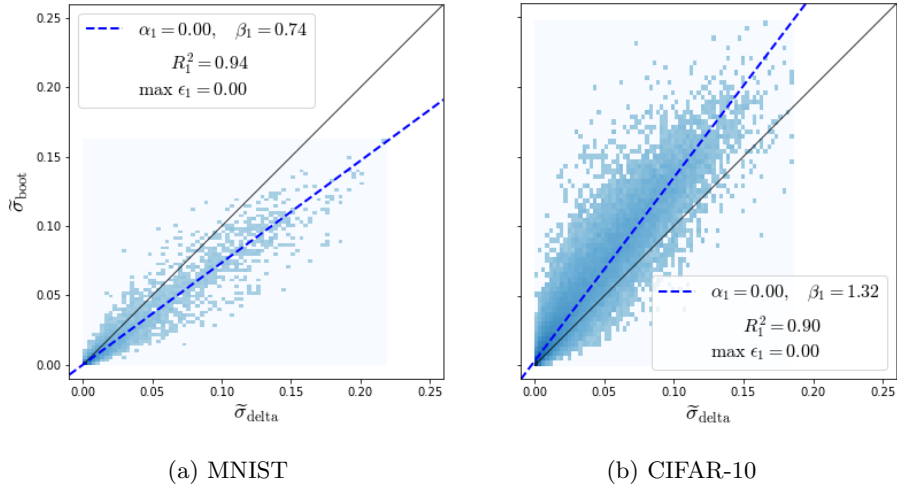 0.25
0.20
0.15
0.10
0.05
0.00
σ̃boot
α₁ = 0.00, β₁ = 0.74
R₁² = 0.94
max ϵ₁ = 0.00
0.00 0.05 0.10 0.15 0.20 0.25
σ̃delta
(a) MNIST
α₁ = 0.00, β₁ = 1.32
R₁² = 0.90
max ϵ₁ = 0.00
0.00 0.05 0.10 0.15 0.20 0.25
σ̃delta
(b) CIFAR-10